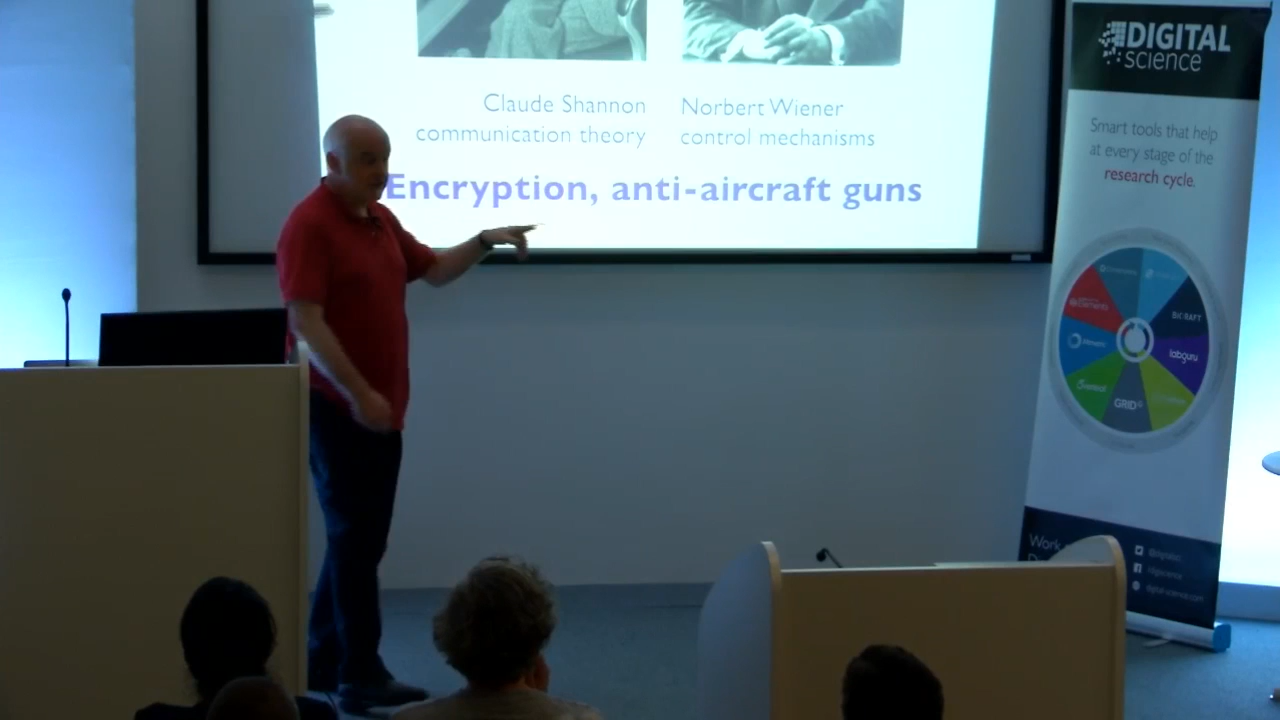 Claude Shannon
communication theory
Norbert Wiener
control mechanisms
Encryption, anti-aircraft guns
DIGITAL
science
Smart tools that help
at every stage of the
research cycle.
labguru
GRID
Work